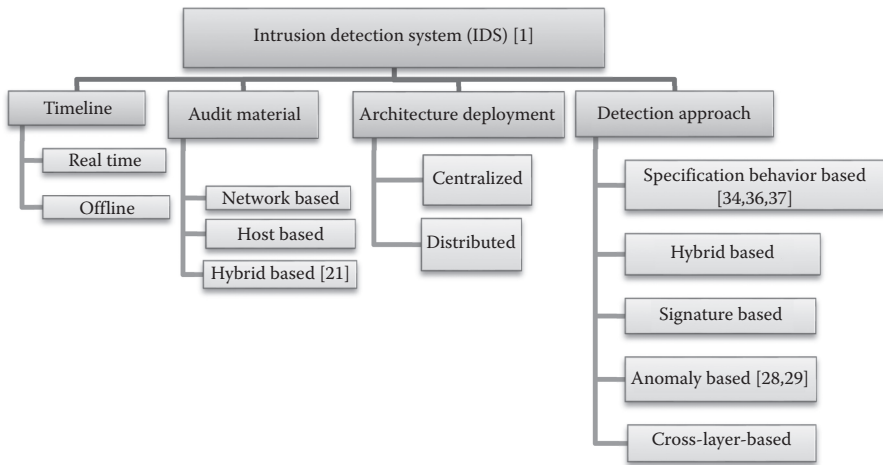 Intrusion detection system (IDS) [1]
Timeline
Real time
Offline
Audit material
Network based
Host based
Hybrid based [21]
Architecture deployment
Centralized
Distributed
Detection approach
Specification behavior based
[34,36,37]
Hybrid based
Signature based
Anomaly based [28,29]
Cross-layer-based